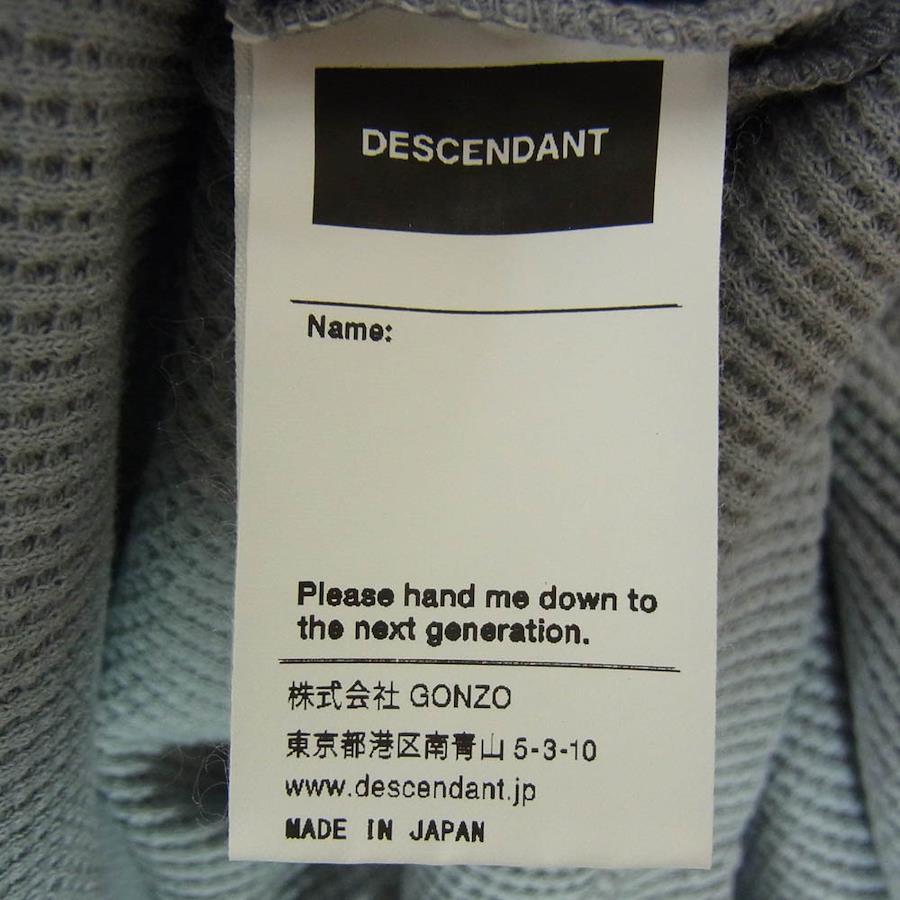 DESCENDANT
Name:
Please hand me down to
the next generation.
株式会社 GONZO
東京都港区南青山 5-3-10
www.descendant.jp
MADE IN JAPAN